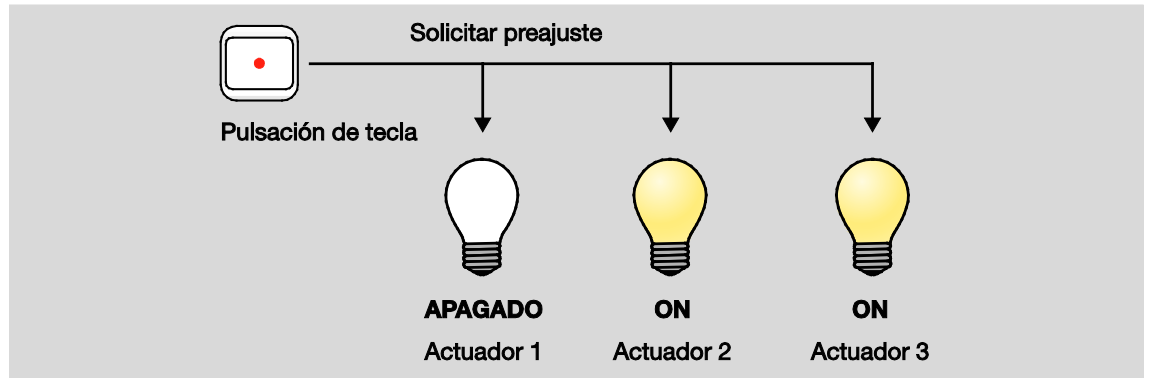 Solicitar preajuste
Pulsación de tecla
APAGADO ON ON
Actuador 1 Actuador 2 Actuador 3